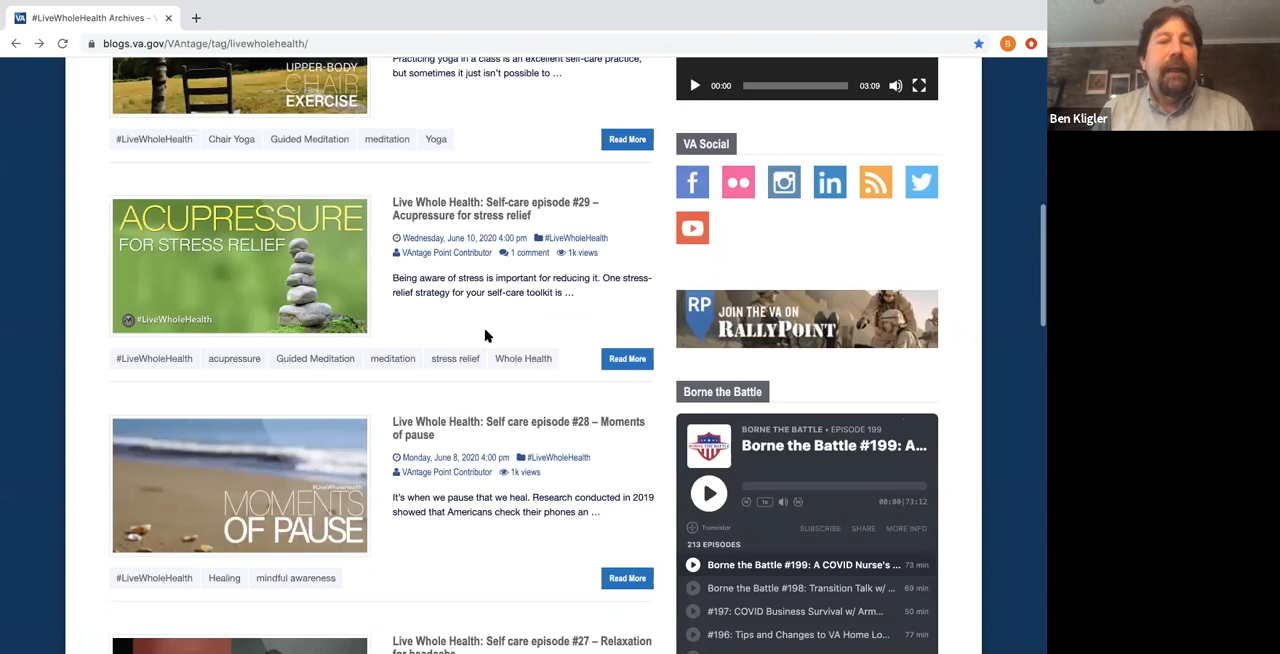 #LiveWholeHealth Archives - \
blogs.va.gov/VAntage/tag/livewholehealth/
B
Ben Kligler
UPPER-BODY
CHAIR
EXERCISE
Practicing yoga in a class is an excellent self-care practice,
but sometimes it just isn't possible to ...
#LiveWholeHealth Chair Yoga Guided Meditation meditation Yoga Read More
ACUPRESSURE
FOR STRESS RELIEF
#LiveWholeHealth
Live Whole Health: Self-care episode #29 –
Acupressure for stress relief
Wednesday, June 10, 2020 4:00 pm #LiveWholeHealth
VAntage Point Contributor 1 comment 1k views
Being aware of stress is important for reducing it. One stress-
relief strategy for your self-care toolkit is ...
#LiveWholeHealth acupressure Guided Meditation meditation stress relief Whole Health Read More
#LiveWholeHealth
MOMENTS
OF PAUSE
Live Whole Health: Self care episode #28 – Moments
of pause
Monday, June 8, 2020 4:00 pm #LiveWholeHealth
VAntage Point Contributor 1k views
It's when we pause that we heal. Research conducted in 2019
showed that Americans check their phones an ...
#LiveWholeHealth Healing mindful awareness Read More
Live Whole Health: Self care episode #27 – Relaxation
for headache
00:00 03:09
VA Social
RP JOIN THE VA ON
RALLYPOINT
Borne the Battle
BORNE THE BATTLE • EPISODE 199
Borne the Battle #199: A...
1x 00:00|73:12
Transistor SUBSCRIBE SHARE MORE INFO
213 EPISODES
Borne the Battle #199: A COVID Nurse's ... 73 min
Borne the Battle #198: Transition Talk w/ ... 69 min
#197: COVID Business Survival w/ Arm... 50 min
#196: Tips and Changes to VA Home Lo... 77 min